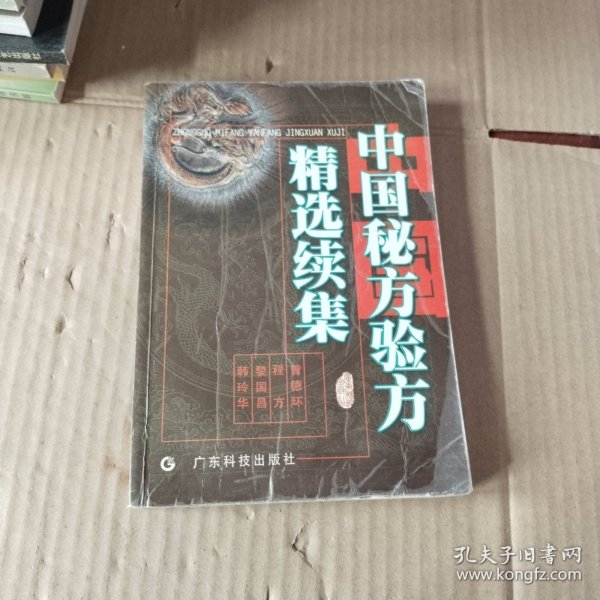 ZHONGGUO MIFANG YANFANG JINGXUAN XUJI
中国秘方验方
精选续集
曾德环
程方
黎国昌
韩玲华
广东科技出版社
孔夫子旧书网
www.kongfz.com